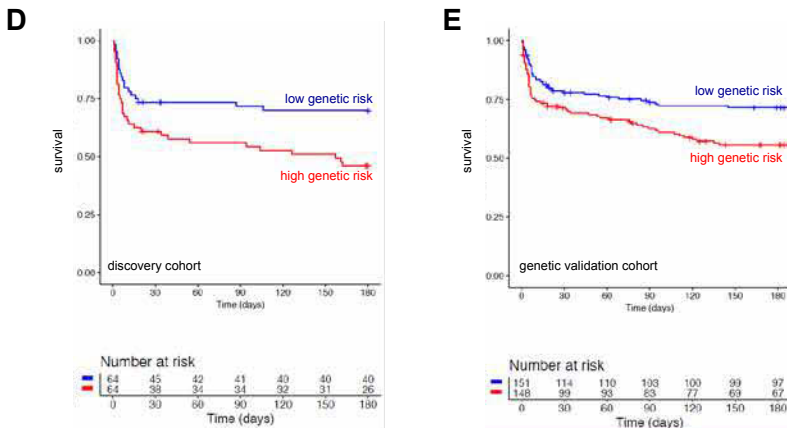 D
1.00
0.75
0.50
0.25
0.00
survival
low genetic risk
high genetic risk
discovery cohort
0 30 60 90 120 150 180
Time (days)
Number at risk
64 45 42 41 40 40 40
64 38 34 34 32 31 26
0 30 60 90 120 150 180
Time (days)
E
1.00
0.75
0.50
0.25
0.00
survival
low genetic risk
high genetic risk
genetic validation cohort
0 30 60 90 120 150 180
Time (days)
Number at risk
151 114 110 103 100 99 97
148 99 93 83 77 69 67
0 30 60 90 120 150 180
Time (days)